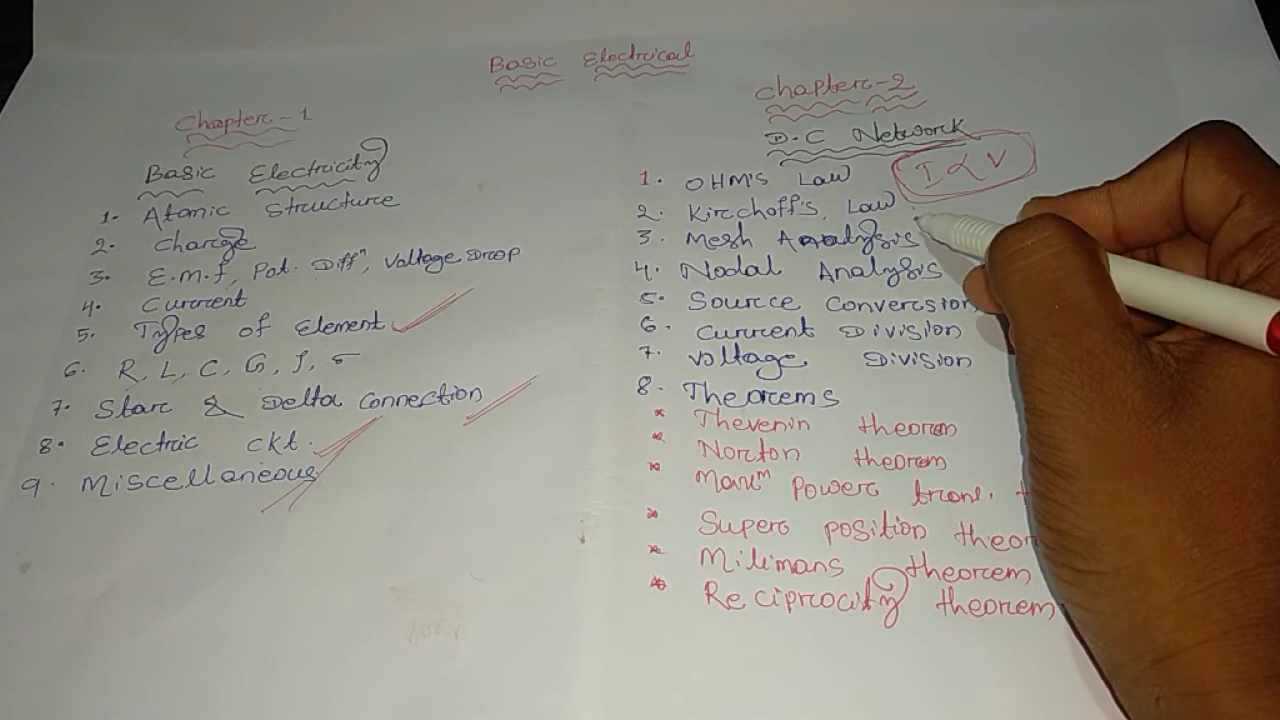 Basic Electrical
Chapter - 1
Basic Electricity
1. Atomic Structure
2. Charge
3. E.m.f, Pot. Diffⁿ, Voltage Drop
4. Current
5. Types of Element
6. R, L, C, G, f, σ
7. Star & Delta Connection
8. Electric ckt.
9. Miscellaneous
Chapter - 2
D.C Network
I ∝ V
1. OHM'S Law
2. Kirchoff's, Law
3. Mesh Analysis
4. Nodal Analysis
5. Source Conversion
6. Current Division
7. Voltage Division
8. Theorems
* Thevenin theorem
* Norton theorem
* Maxᵐ Power trans.
* Super position theor
* Milimans theorem
* Reciprocity theorem